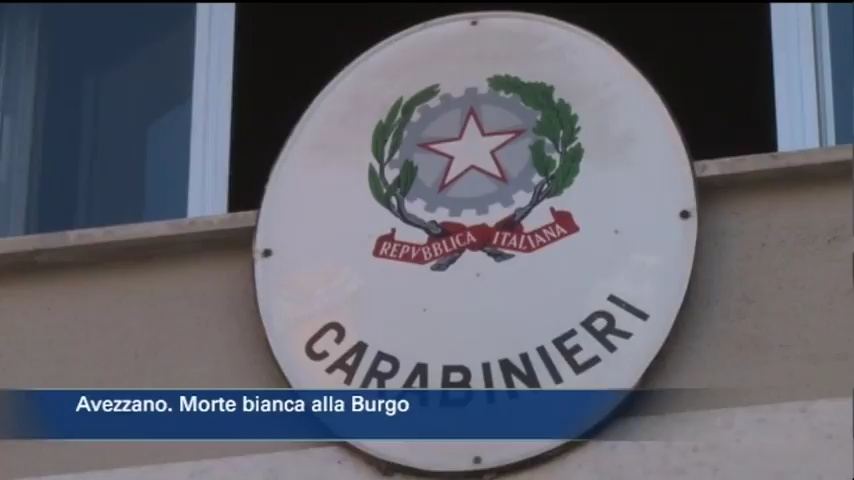 REPVBBLICA ITALIANA
CARABINIERI
Avezzano. Morte bianca alla Burgo